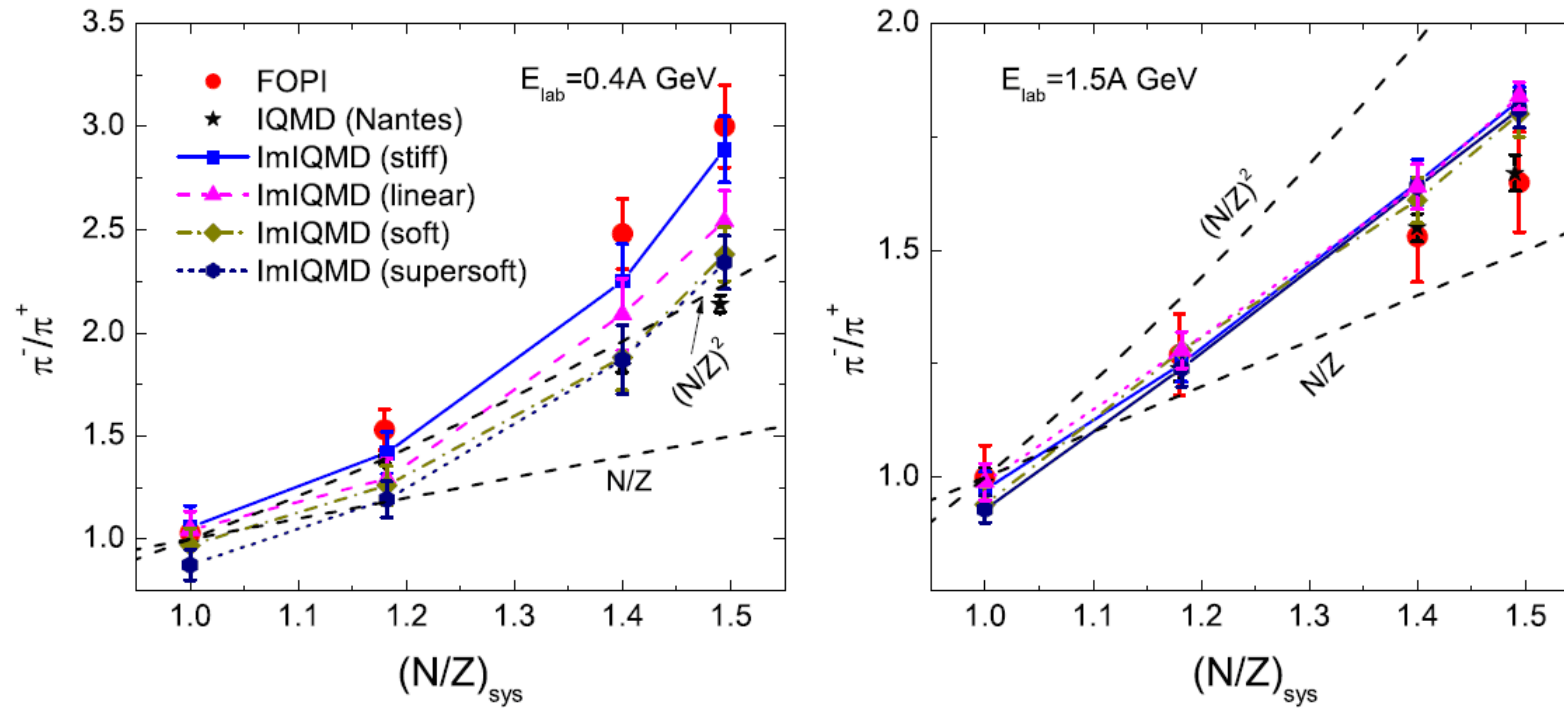 3.5
3.0
2.5
2.0
1.5
1.0
π⁻/π⁺
FOPI
IQMD (Nantes)
ImIQMD (stiff)
ImIQMD (linear)
ImIQMD (soft)
ImIQMD (supersoft)
E_lab=0.4A GeV
(N/Z)²
N/Z
1.0 1.1 1.2 1.3 1.4 1.5
(N/Z)_sys
2.0
1.5
1.0
π⁻/π⁺
E_lab=1.5A GeV
(N/Z)²
N/Z
1.0 1.1 1.2 1.3 1.4 1.5
(N/Z)_sys